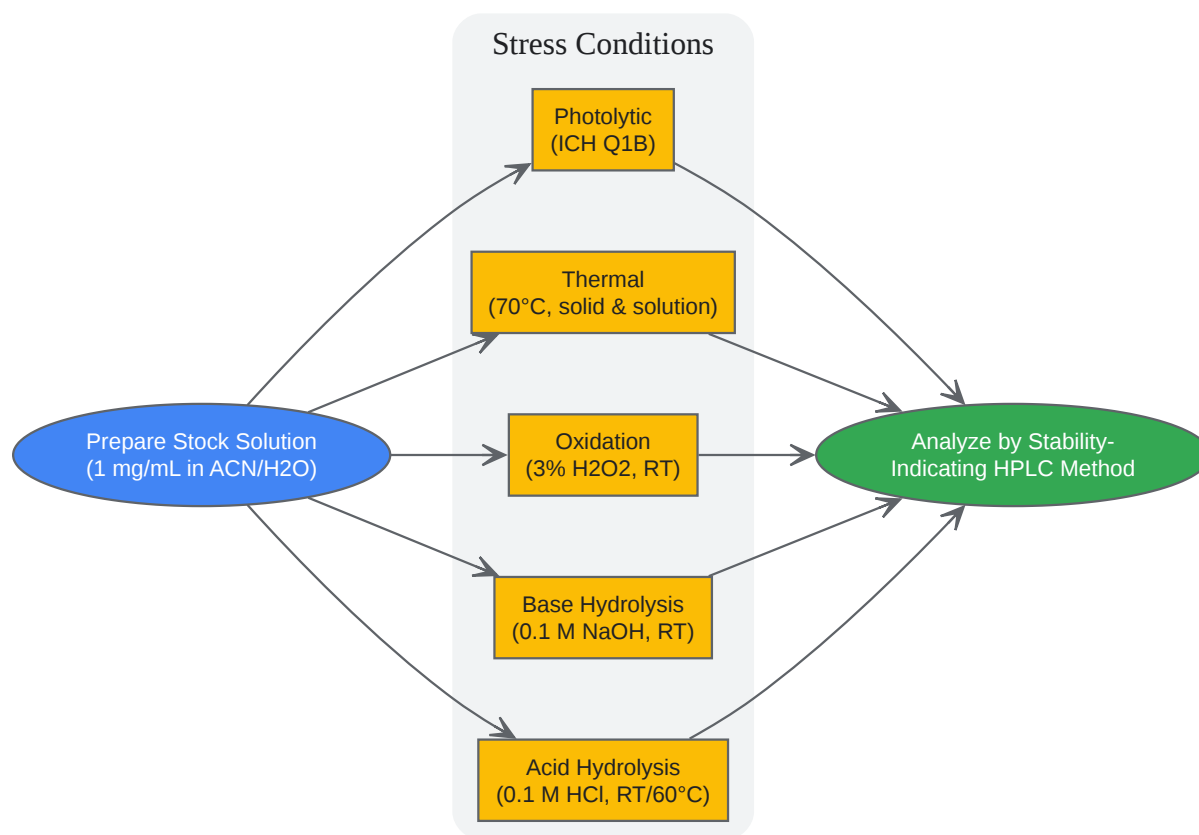 Stress Conditions
Photolytic
(ICH Q1B)
Thermal
(70°C, solid & solution)
Prepare Stock Solution
(1 mg/mL in ACN/H2O)
Oxidation
(3% H2O2, RT)
Analyze by Stability-
Indicating HPLC Method
Base Hydrolysis
(0.1 M NaOH, RT)
Acid Hydrolysis
(0.1 M HCl, RT/60°C)